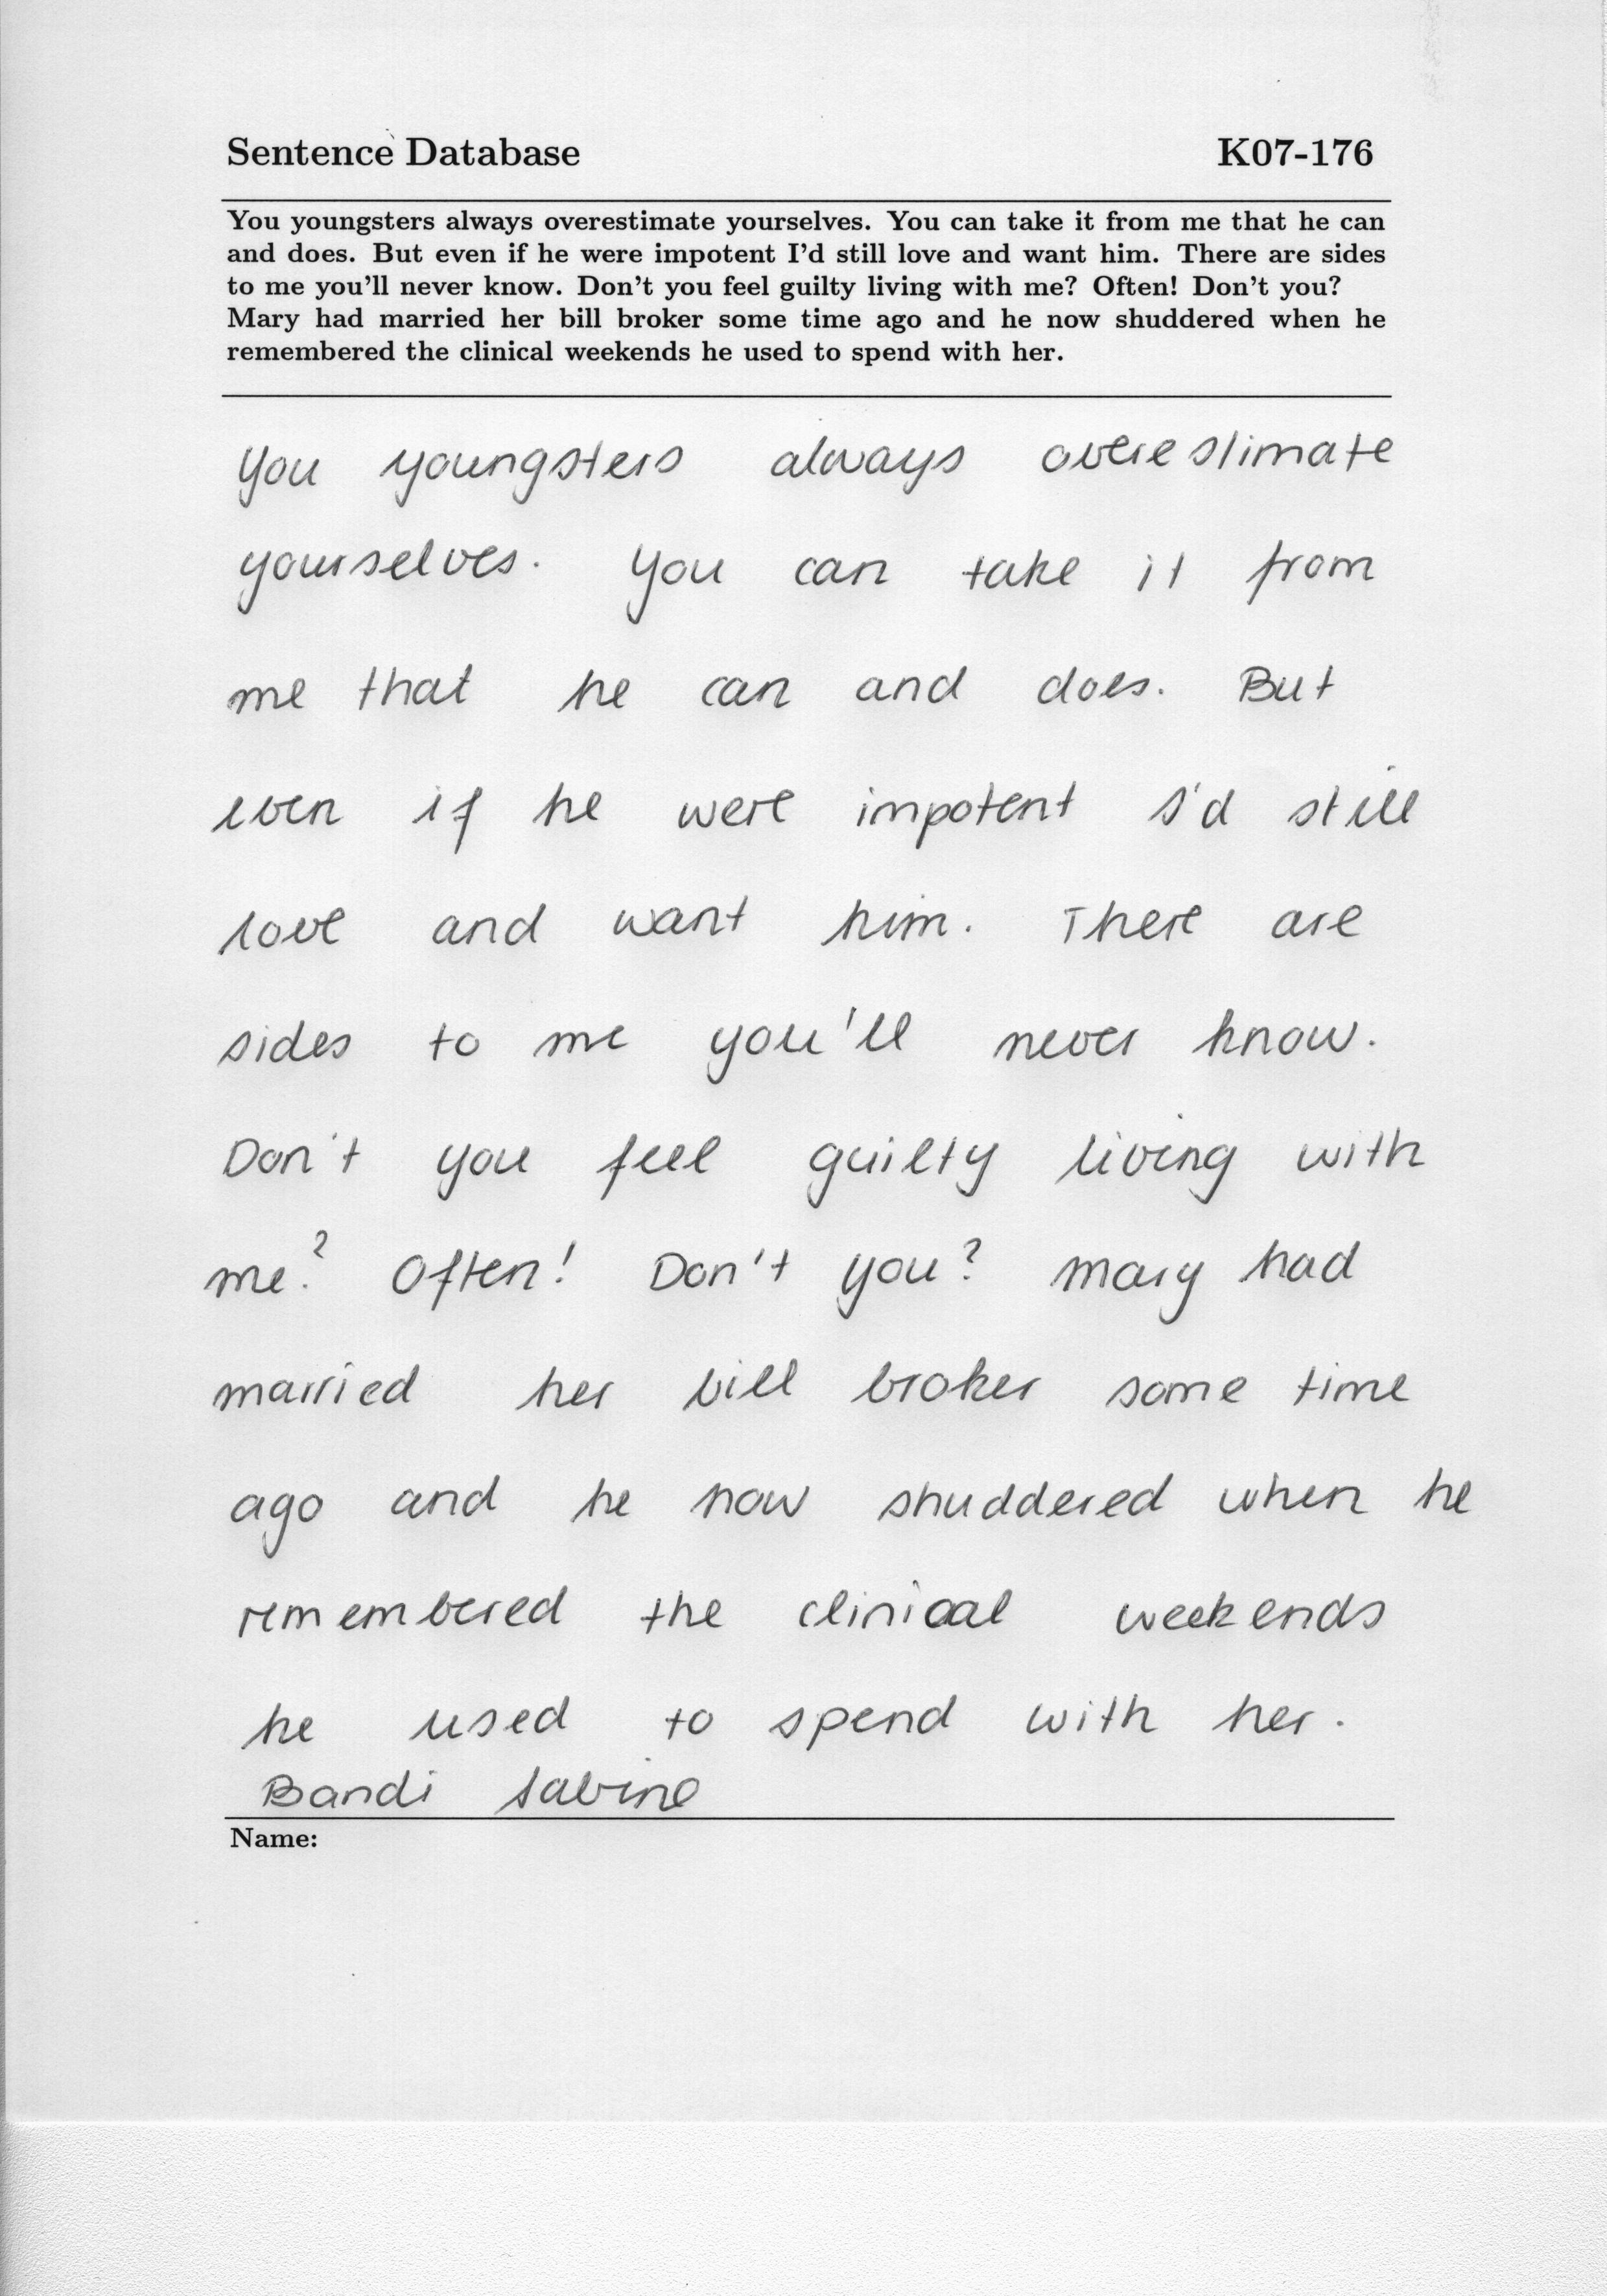 Sentence Database K07-176
You youngsters always overestimate yourselves. You can take it from me that he can
and does. But even if he were impotent I'd still love and want him. There are sides
to me you'll never know. Don't you feel guilty living with me? Often! Don't you?
Mary had married her bill broker some time ago and he now shuddered when he
remembered the clinical weekends he used to spend with her.
You youngsters always overestimate
yourselves. You can take it from
me that he can and does. But
even if he were impotent I'd still
love and want him. There are
sides to me you'll never know.
Don't you feel guilty living with
me? Often! Don't you? Mary had
married her bill broker some time
ago and he now shuddered when he
remembered the clinical weekends
he used to spend with her.
Bandi Sabine
Name: